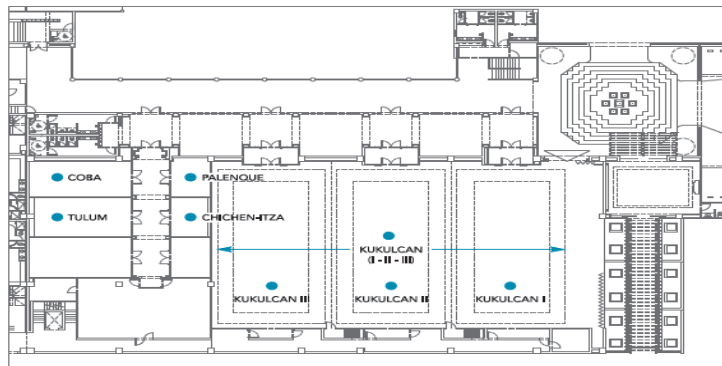 COBA
PALENQUE
TULUM
CHICHEN-ITZA
KUKULCAN
(I - II - III)
KUKULCAN III
KUKULCAN II
KUKULCAN I